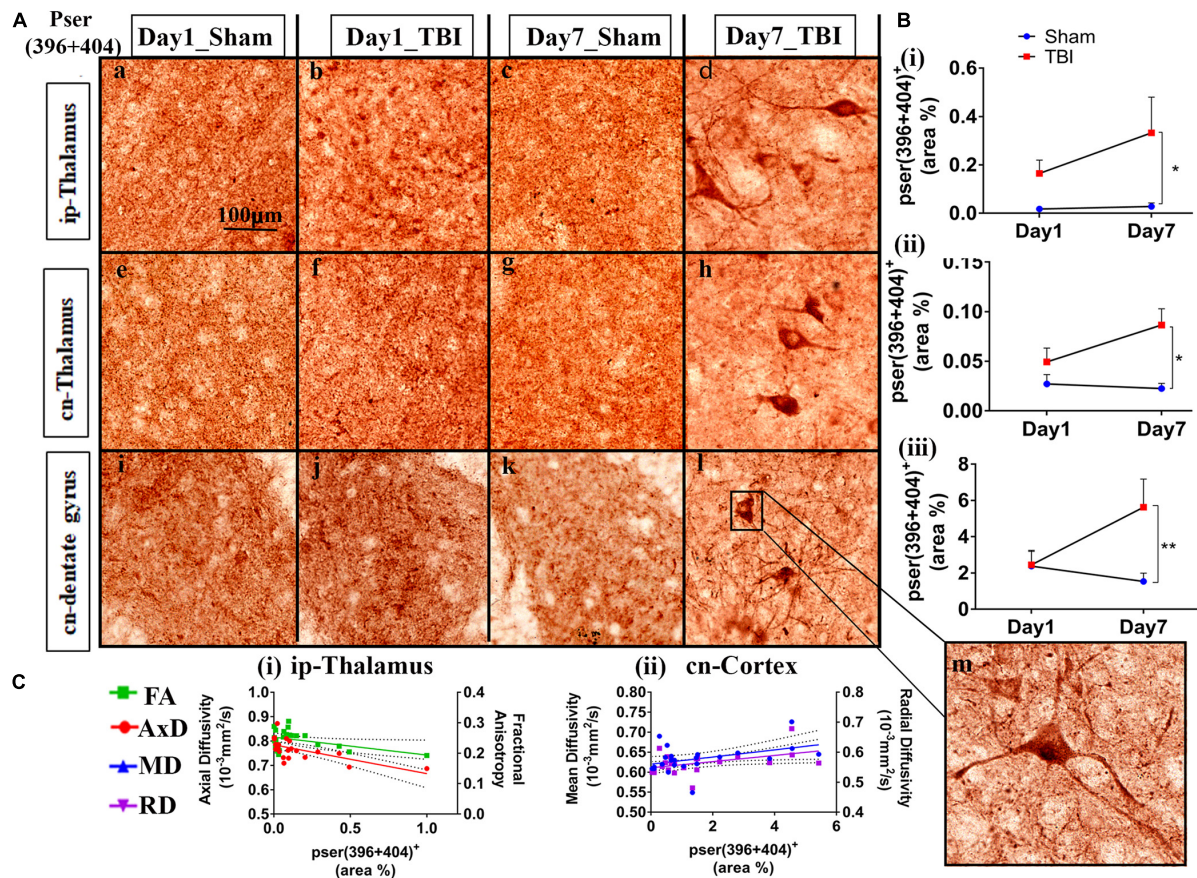 A
Pser
(396+404)
Day1_Sham
Day1_TBI
Day7_Sham
Day7_TBI
ip-Thalamus
a
b
c
d
100µm
cn-Thalamus
e
f
g
h
cn-dentate gyrus
i
j
k
l
B
Sham
TBI
(i)
pser(396+404)+
(area %)
0.6
0.4
0.2
0.0
*
Day1
Day7
(ii)
pser(396+404)+
(area %)
0.15
0.10
0.05
0.00
*
Day1
Day7
(iii)
pser(396+404)+
(area %)
8
6
4
2
0
**
Day1
Day7
m
C
FA
AxD
MD
RD
(i) ip-Thalamus
Axial Diffusivity
(10-3mm2/s)
1.0
0.9
0.8
0.7
0.6
0.5
0.4
0.3
0.2
0.1
0.0
Fractional
Anisotropy
0.0
0.5
1.0
pser(396+404)+
(area %)
(ii) cn-Cortex
Mean Diffusivity
(10-3mm2/s)
0.80
0.75
0.70
0.65
0.60
0.55
0.50
0.8
0.7
0.6
0.5
0.4
Radial Diffusivity
(10-3mm2/s)
0
2
4
6
pser(396+404)+
(area %)